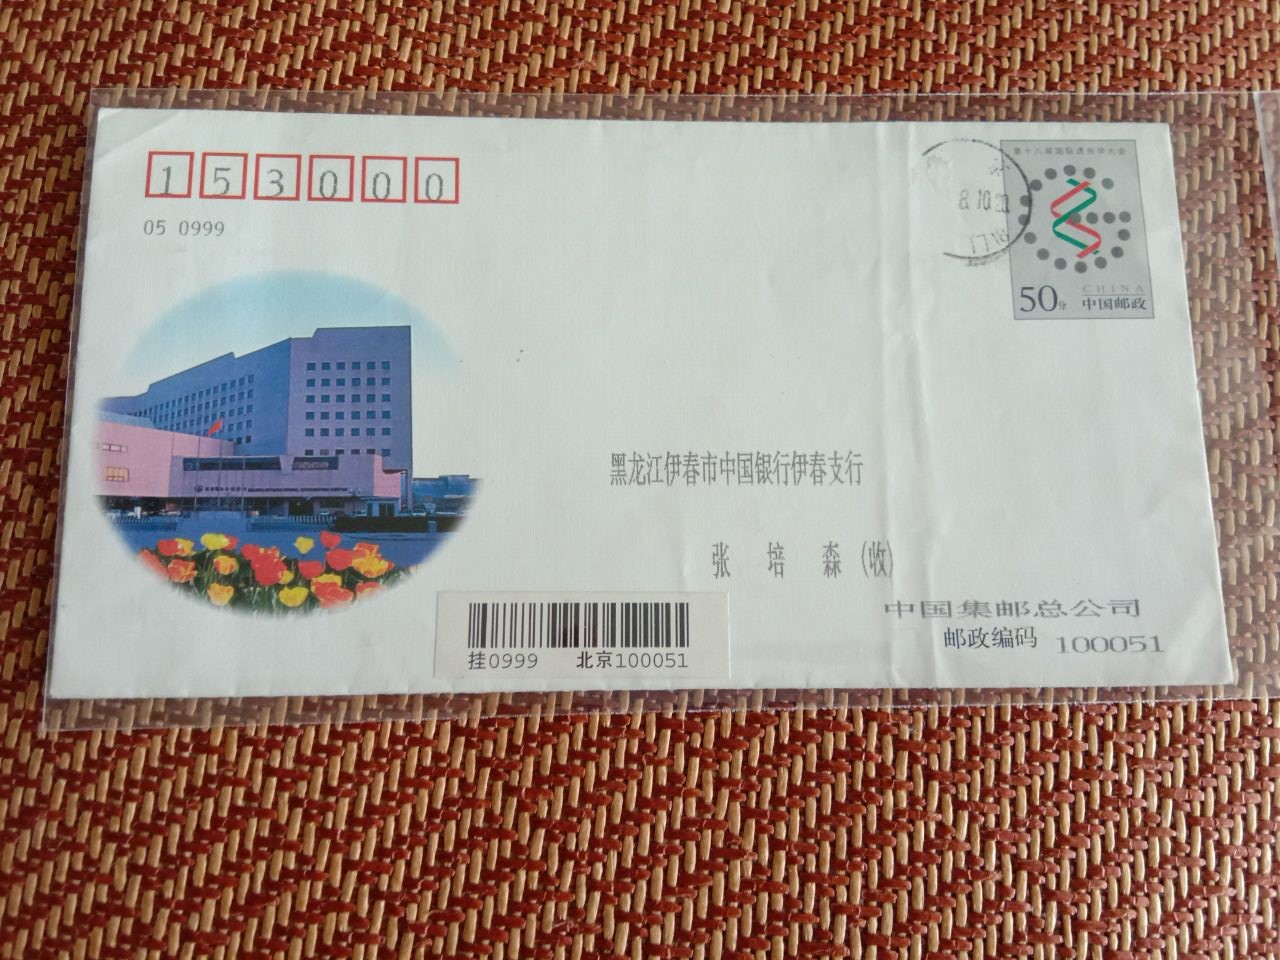 153000
05 0999
第十八届国际遗传学大会
8.10.20
50分
CHINA
中国邮政
黑龙江伊春市中国银行伊春支行
张 培 森(收)
中国集邮总公司
邮政编码 100051
挂0999 北京100051